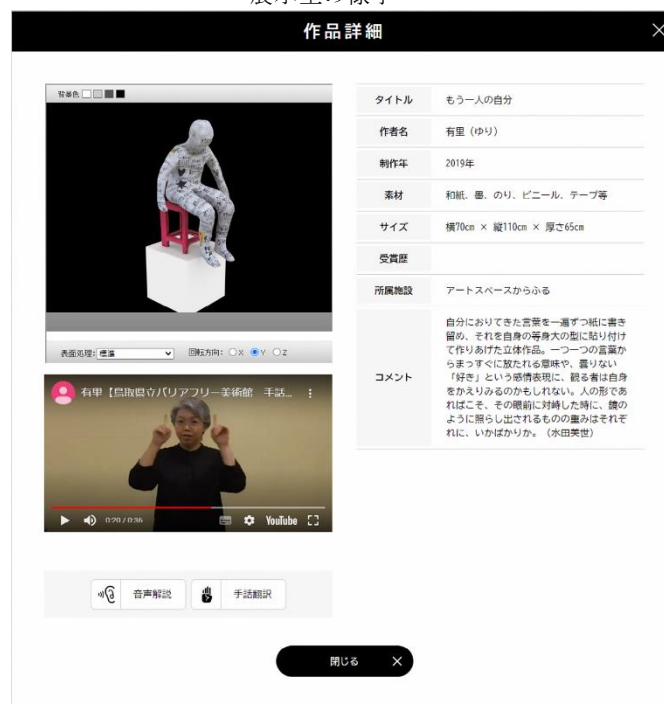 展示室の様子
作品詳細
背景色
タイトル もう一人の自分
作者名 有里（ゆり）
制作年 2019年
素材 和紙、墨、のり、ビニール、テープ等
サイズ 横70cm × 縦110cm × 厚さ65cm
受賞歴
所属施設 アートスペースからふる
コメント
自分におりてきた言葉を一遍ずつ紙に書き
留め、それを自身の等身大の型に貼り付け
て作りあげた立体作品。一つ一つの言葉か
らまっすぐに放たれる意味や、曇りない
「好き」という感情表現に、観る者は自身
をかえりみるのかもしれない。人の形であ
ればこそ、その眼前に対峙した時に、鏡の
ように照らし出されるものの重みはそれぞ
れに、いかばかりか。（水田美世）
表面処理: 標準 回転方向: X Y Z
有里【鳥取県立バリアフリー美術館 手話...
0:20 / 0:36 YouTube
音声解説 手話翻訳
閉じる